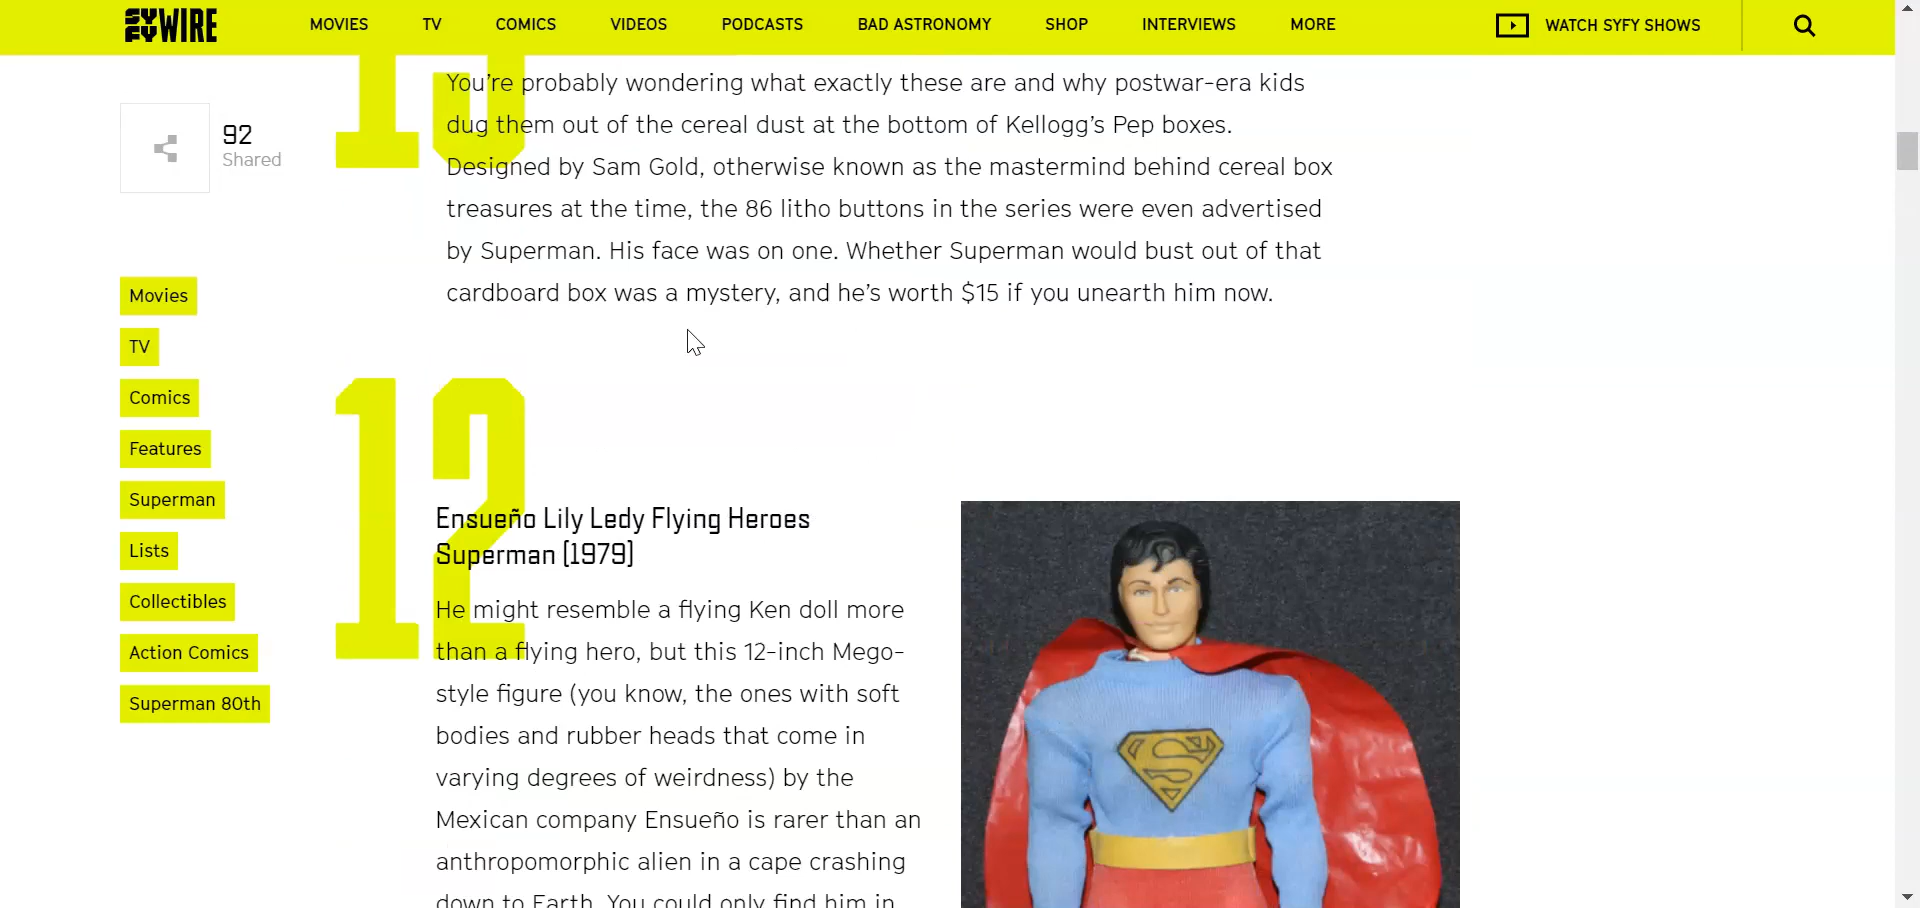 SYFY WIRE
MOVIES TV COMICS VIDEOS PODCASTS BAD ASTRONOMY SHOP INTERVIEWS MORE WATCH SYFY SHOWS
92
Shared
Movies
TV
Comics
Features
Superman
Lists
Collectibles
Action Comics
Superman 80th
You're probably wondering what exactly these are and why postwar-era kids
dug them out of the cereal dust at the bottom of Kellogg's Pep boxes.
Designed by Sam Gold, otherwise known as the mastermind behind cereal box
treasures at the time, the 86 litho buttons in the series were even advertised
by Superman. His face was on one. Whether Superman would bust out of that
cardboard box was a mystery, and he's worth $15 if you unearth him now.
12
Ensueño Lily Ledy Flying Heroes
Superman [1979]
He might resemble a flying Ken doll more
than a flying hero, but this 12-inch Mego-
style figure (you know, the ones with soft
bodies and rubber heads that come in
varying degrees of weirdness) by the
Mexican company Ensueño is rarer than an
anthropomorphic alien in a cape crashing
down to Earth. You could only find him in
S